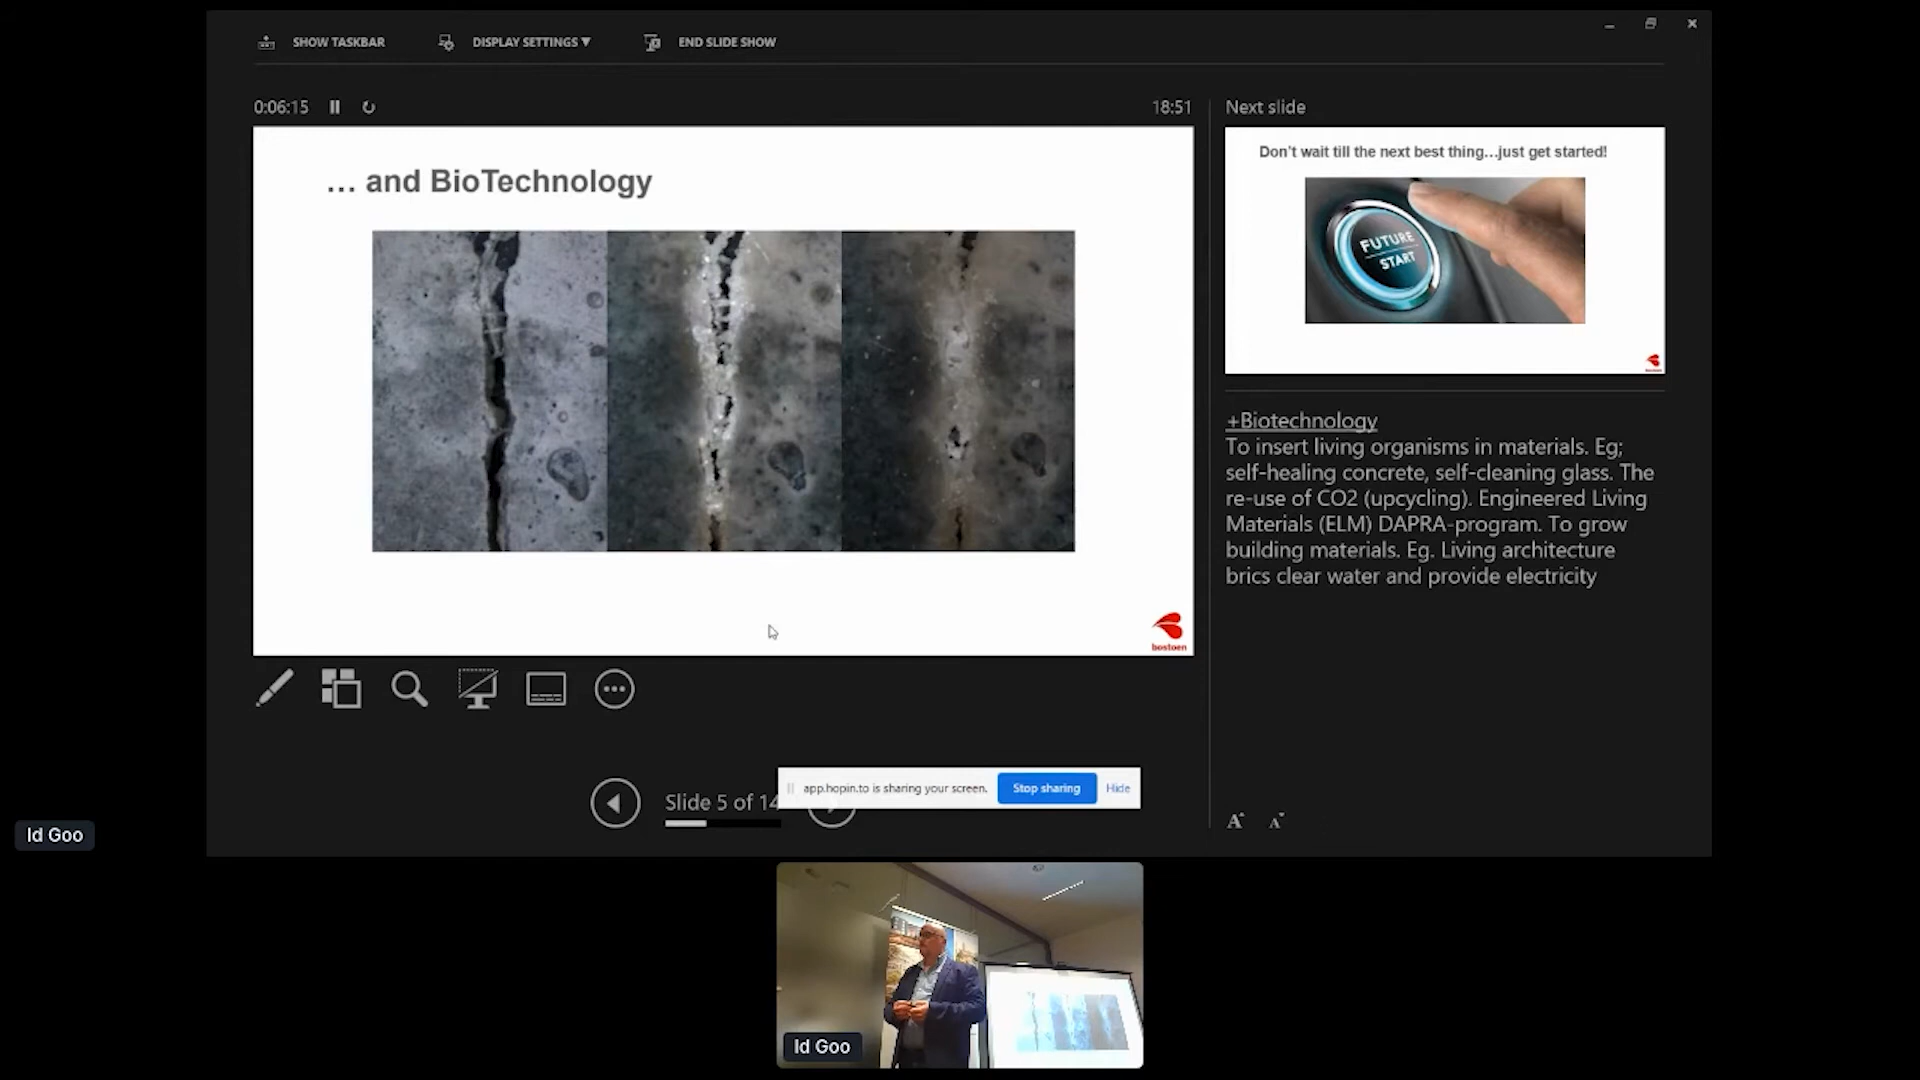 SHOW TASKBAR
DISPLAY SETTINGS ▼
END SLIDE SHOW
0:06:15
18:51
Next slide
... and BioTechnology
bostoen
Don't wait till the next best thing...just get started!
FUTURE
START
+Biotechnology
To insert living organisms in materials. Eg;
self-healing concrete, self-cleaning glass. The
re-use of CO2 (upcycling). Engineered Living
Materials (ELM) DAPRA-program. To grow
building materials. Eg. Living architecture
brics clear water and provide electricity
Slide 5 of 14
app.hopin.to is sharing your screen.
Stop sharing
Hide
A A
Id Goo
Id Goo